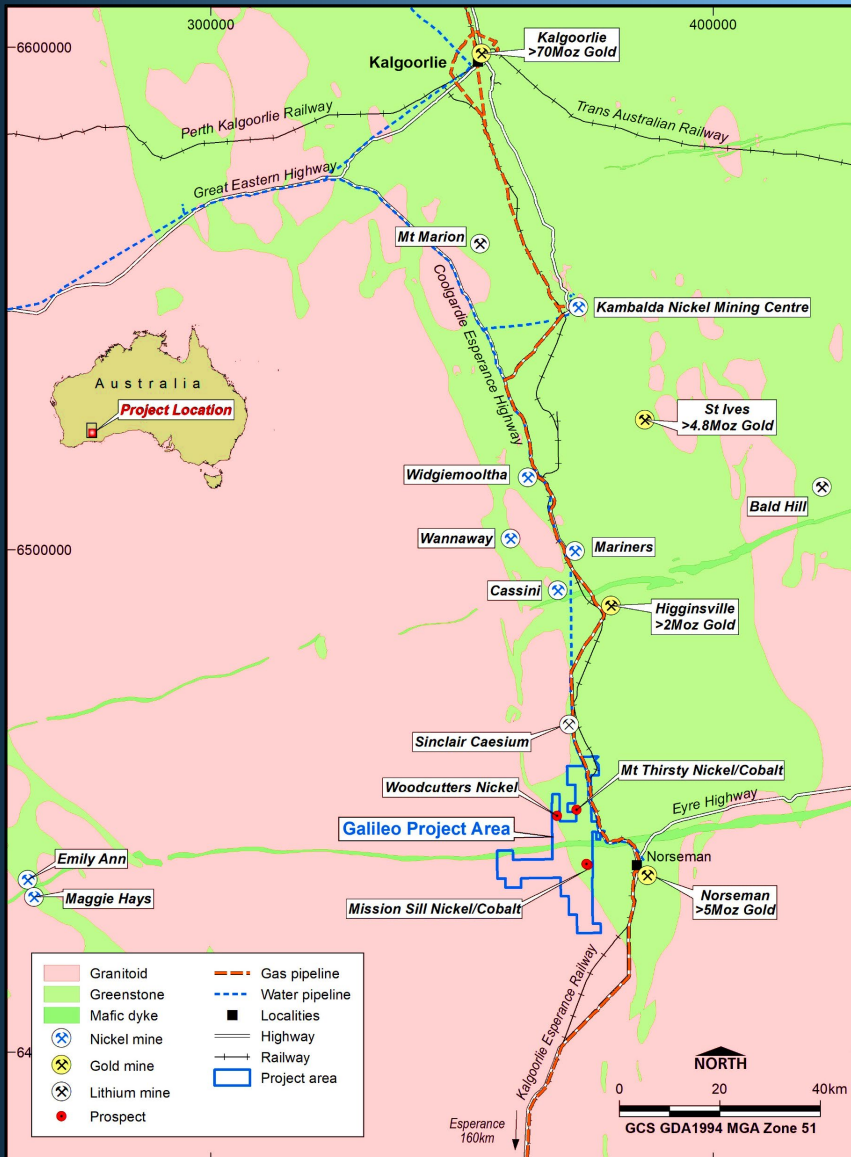 300000
400000
6600000
Kalgoorlie
>70Moz Gold
Kalgoorlie
Perth Kalgoorlie Railway
Trans Australian Railway
Great Eastern Highway
Mt Marion
Coolgardie Esperance Highway
Kambalda Nickel Mining Centre
Australia
Project Location
St Ives
>4.8Moz Gold
Widgiemooltha
Bald Hill
Wannaway
Mariners
6500000
Cassini
Higginsville
>2Moz Gold
Sinclair Caesium
Mt Thirsty Nickel/Cobalt
Woodcutters Nickel
Eyre Highway
Galileo Project Area
Norseman
Emily Ann
Maggie Hays
Mission Sill Nickel/Cobalt
Norseman
>5Moz Gold
Kalgoorlie Esperance Railway
Granitoid
Greenstone
Mafic dyke
Nickel mine
Gold mine
Lithium mine
Prospect
Gas pipeline
Water pipeline
Localities
Highway
Railway
Project area
64
NORTH
0 20 40km
GCS GDA1994 MGA Zone 51
Esperance
160km